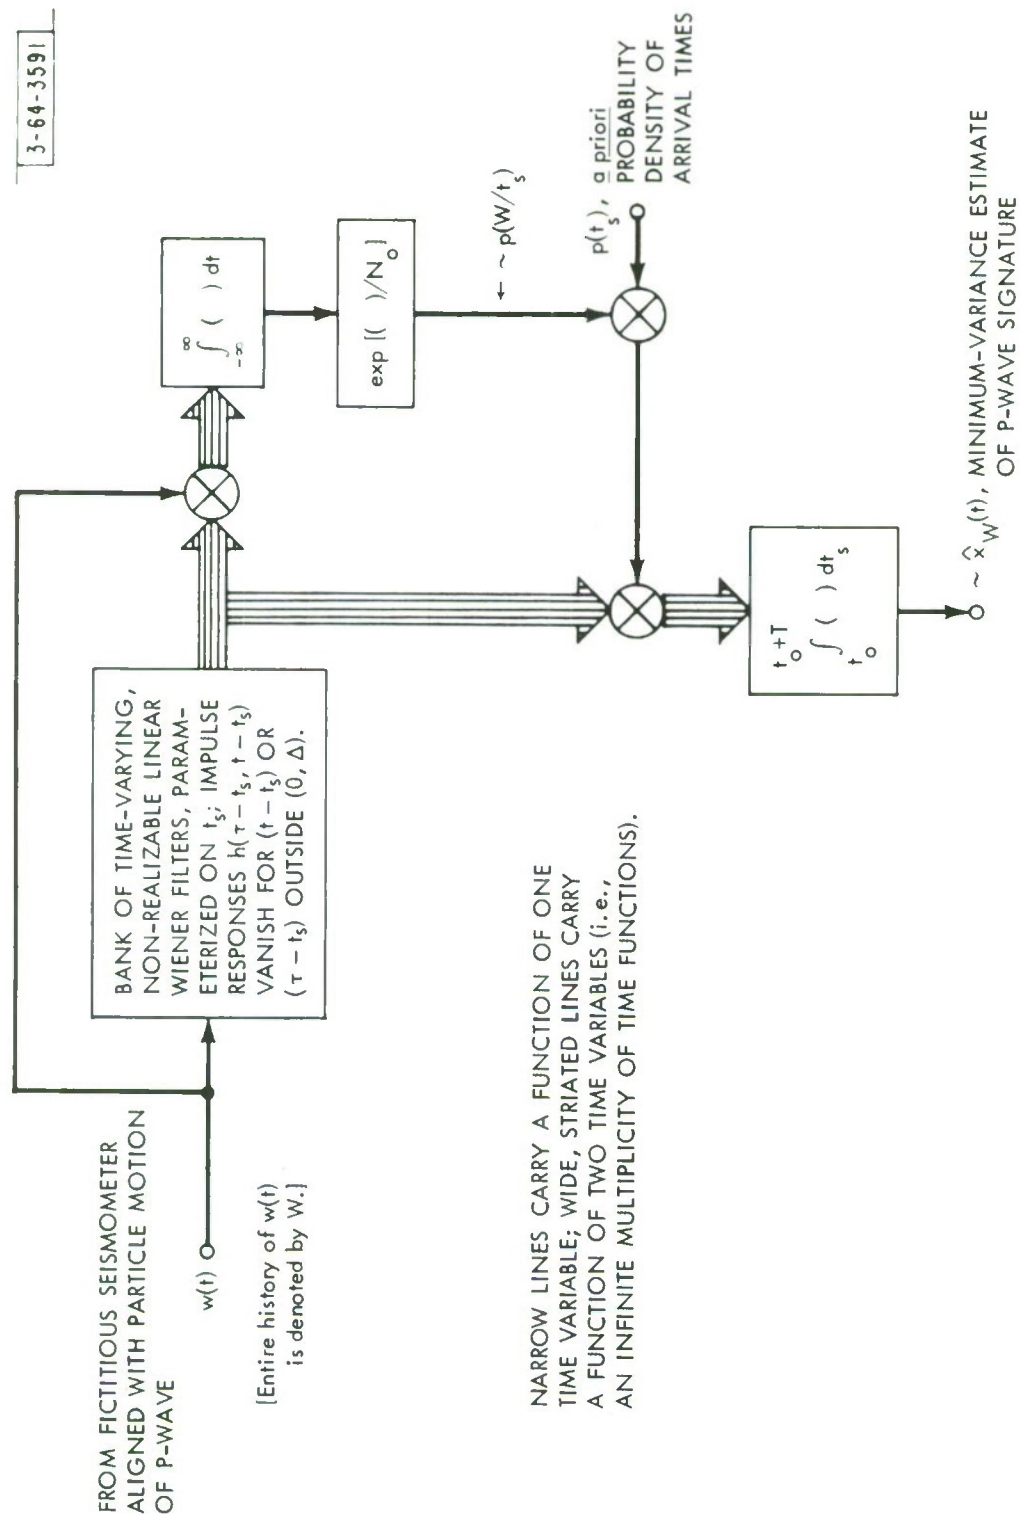 3-64-3591
FROM FICTITIOUS SEISMOMETER
ALIGNED WITH PARTICLE MOTION
OF P-WAVE
w(t)
[Entire history of w(t)
is denoted by W.]
BANK OF TIME-VARYING,
NON-REALIZABLE LINEAR
WIENER FILTERS, PARAM-
ETERIZED ON t_s; IMPULSE
RESPONSES h(τ-t_s, t-t_s)
VANISH FOR (t-t_s) OR
(τ-t_s) OUTSIDE (0, Δ).
∞
∫ ( ) dt
-∞
exp [( )/N_o]
← ~ p(W/t_s)
p(t_s), a priori
PROBABILITY
DENSITY OF
ARRIVAL TIMES
t_o+T
∫ ( ) dt_s
t_o
~ x̂_W(t), MINIMUM-VARIANCE ESTIMATE
OF P-WAVE SIGNATURE
NARROW LINES CARRY A FUNCTION OF ONE
TIME VARIABLE; WIDE, STRIATED LINES CARRY
A FUNCTION OF TWO TIME VARIABLES (i.e.,
AN INFINITE MULTIPLICITY OF TIME FUNCTIONS).